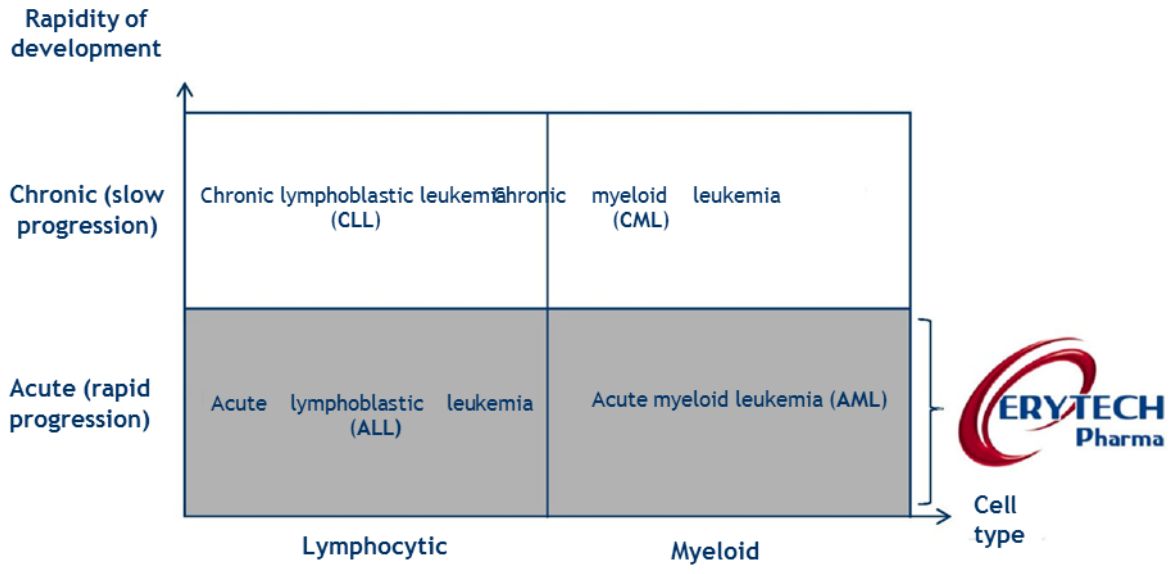 Rapidity of
development
Chronic (slow
progression)
Chronic lymphoblastic leukemia
(CLL)
Chronic myeloid leukemia
(CML)
Acute (rapid
progression)
Acute lymphoblastic leukemia
(ALL)
Acute myeloid leukemia (AML)
ERYTECH
Pharma
Cell
type
Lymphocytic
Myeloid